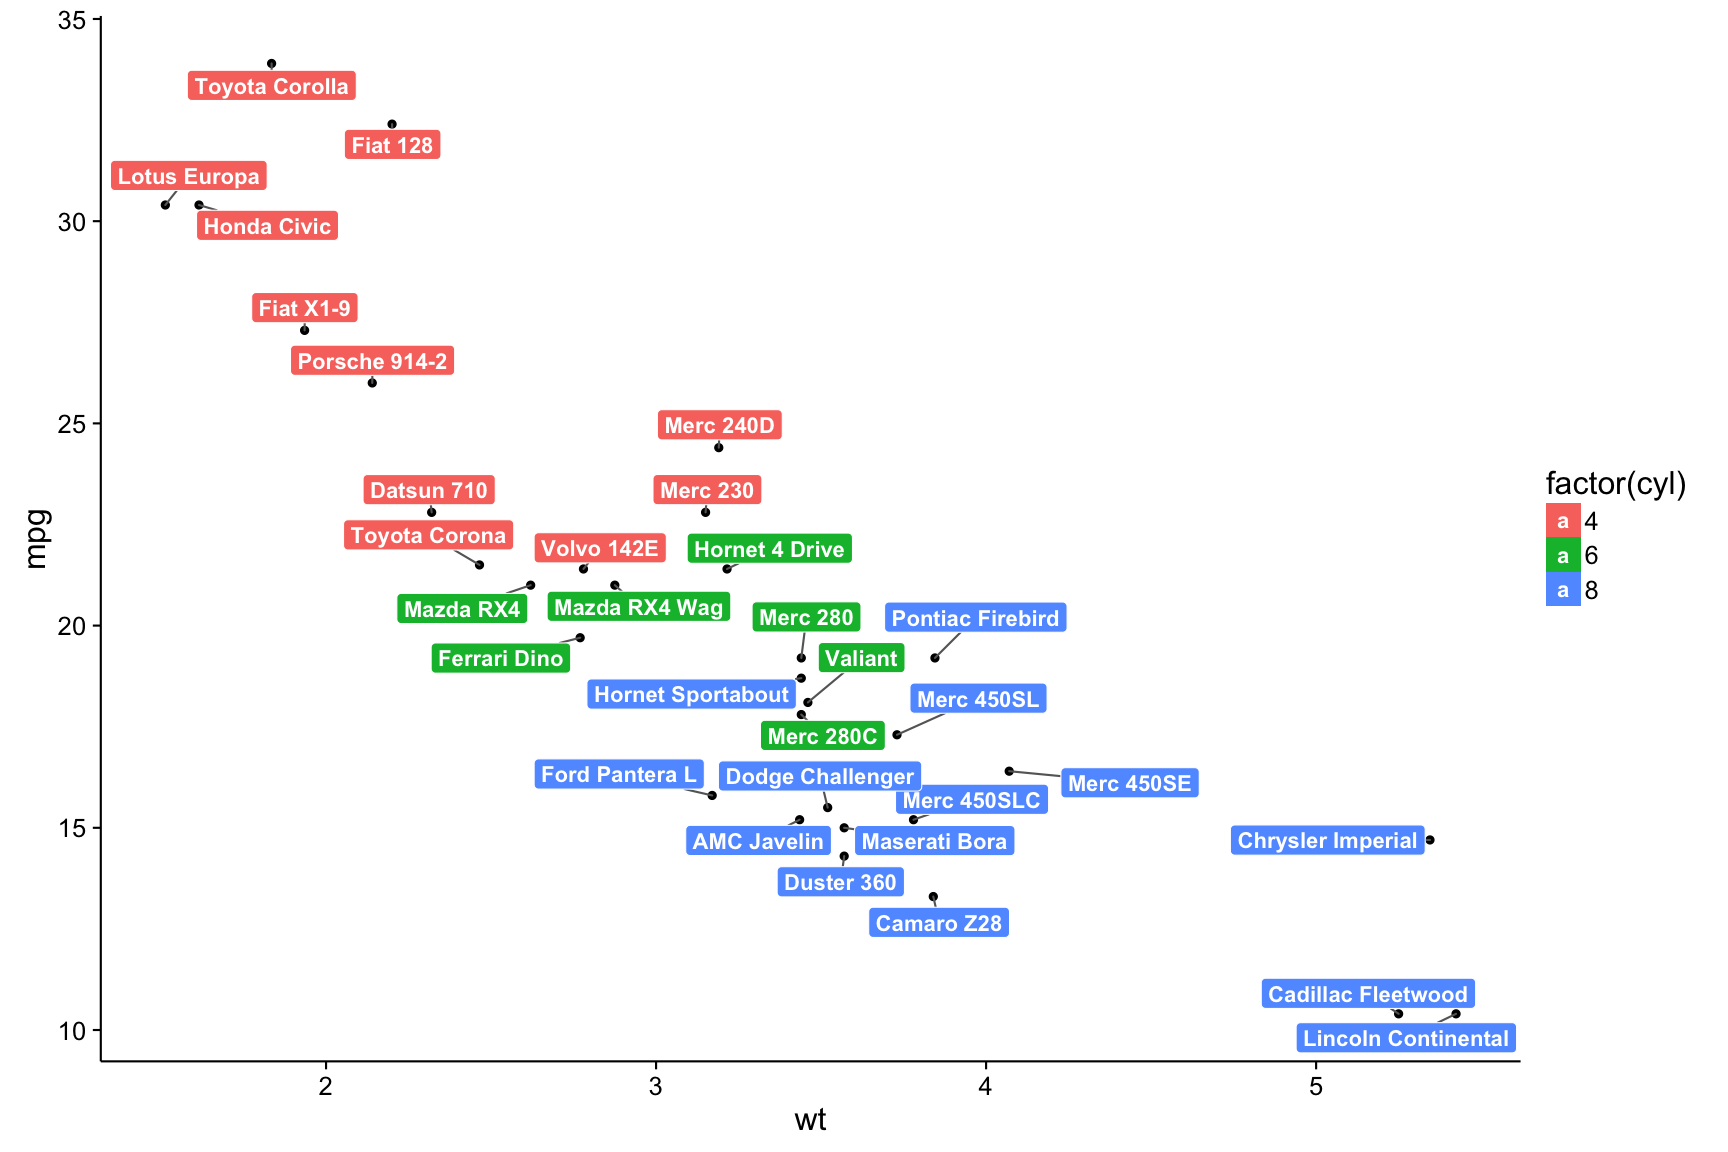 35
Toyota Corolla
Fiat 128
Lotus Europa
30
Honda Civic
Fiat X1-9
Porsche 914-2
25
Merc 240D
Datsun 710
Merc 230
Toyota Corona
Volvo 142E
Hornet 4 Drive
Mazda RX4
Mazda RX4 Wag
20
Merc 280
Pontiac Firebird
Ferrari Dino
Valiant
Hornet Sportabout
Merc 450SL
Merc 280C
Ford Pantera L
Dodge Challenger
Merc 450SE
Merc 450SLC
15
AMC Javelin
Maserati Bora
Chrysler Imperial
Duster 360
Camaro Z28
Cadillac Fleetwood
10
Lincoln Continental
2
3
4
5
wt
mpg
factor(cyl)
a 4
a 6
a 8